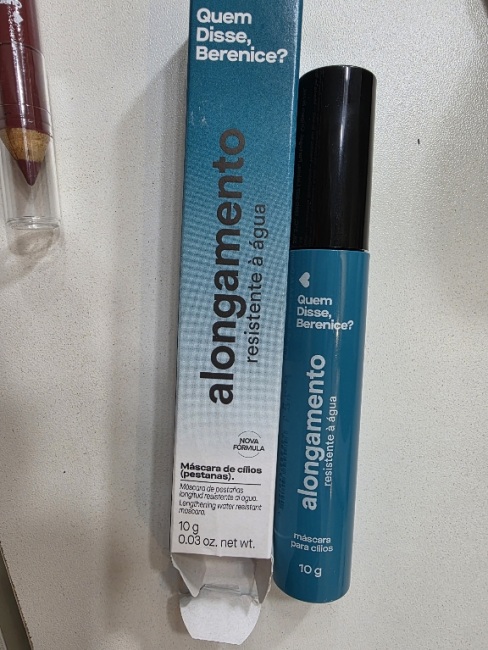 Quem
Disse,
Berenice?
alongamento
resistente à água
NOVA
FÓRMULA
Máscara de cílios
(pestanas).
Máscara de pestañas
longitud resistente al agua.
Lengthening water resistant
mascara.
10 g
0.03 oz. net wt.
Quem
Disse,
Berenice?
alongamento
resistente à água
máscara
para cílios
10 g